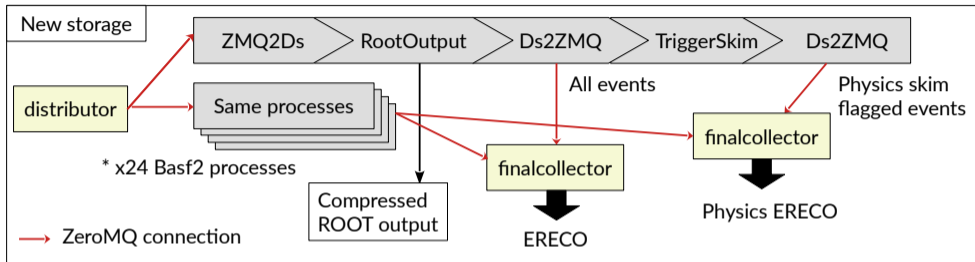 New storage
ZMQ2Ds
RootOutput
Ds2ZMQ
TriggerSkim
Ds2ZMQ
All events
Physics skim
flagged events
distributor
Same processes
finalcollector
* x24 Basf2 processes
finalcollector
Compressed
ROOT output
Physics ERECO
ZeroMQ connection
ERECO